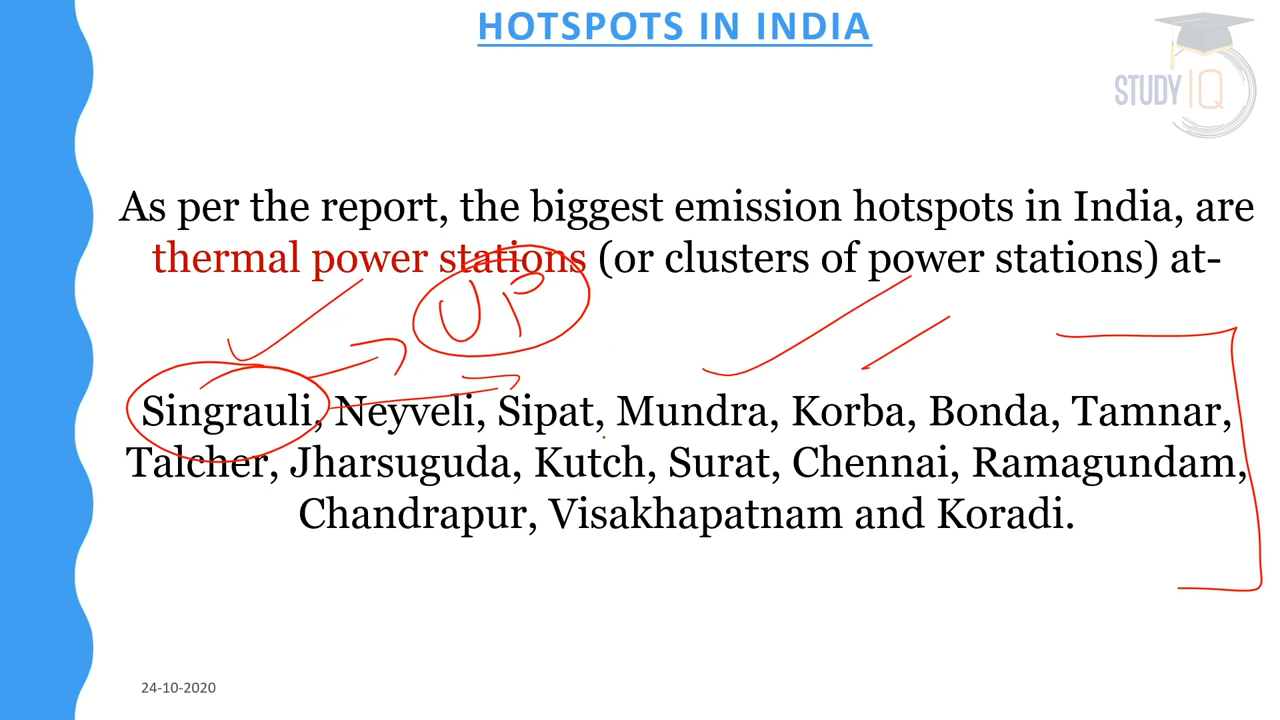 HOTSPOTS IN INDIA
STUDY IQ
As per the report, the biggest emission hotspots in India, are
thermal power stations (or clusters of power stations) at-
UP
Singrauli, Neyveli, Sipat, Mundra, Korba, Bonda, Tamnar,
Talcher, Jharsuguda, Kutch, Surat, Chennai, Ramagundam,
Chandrapur, Visakhapatnam and Koradi.
24-10-2020